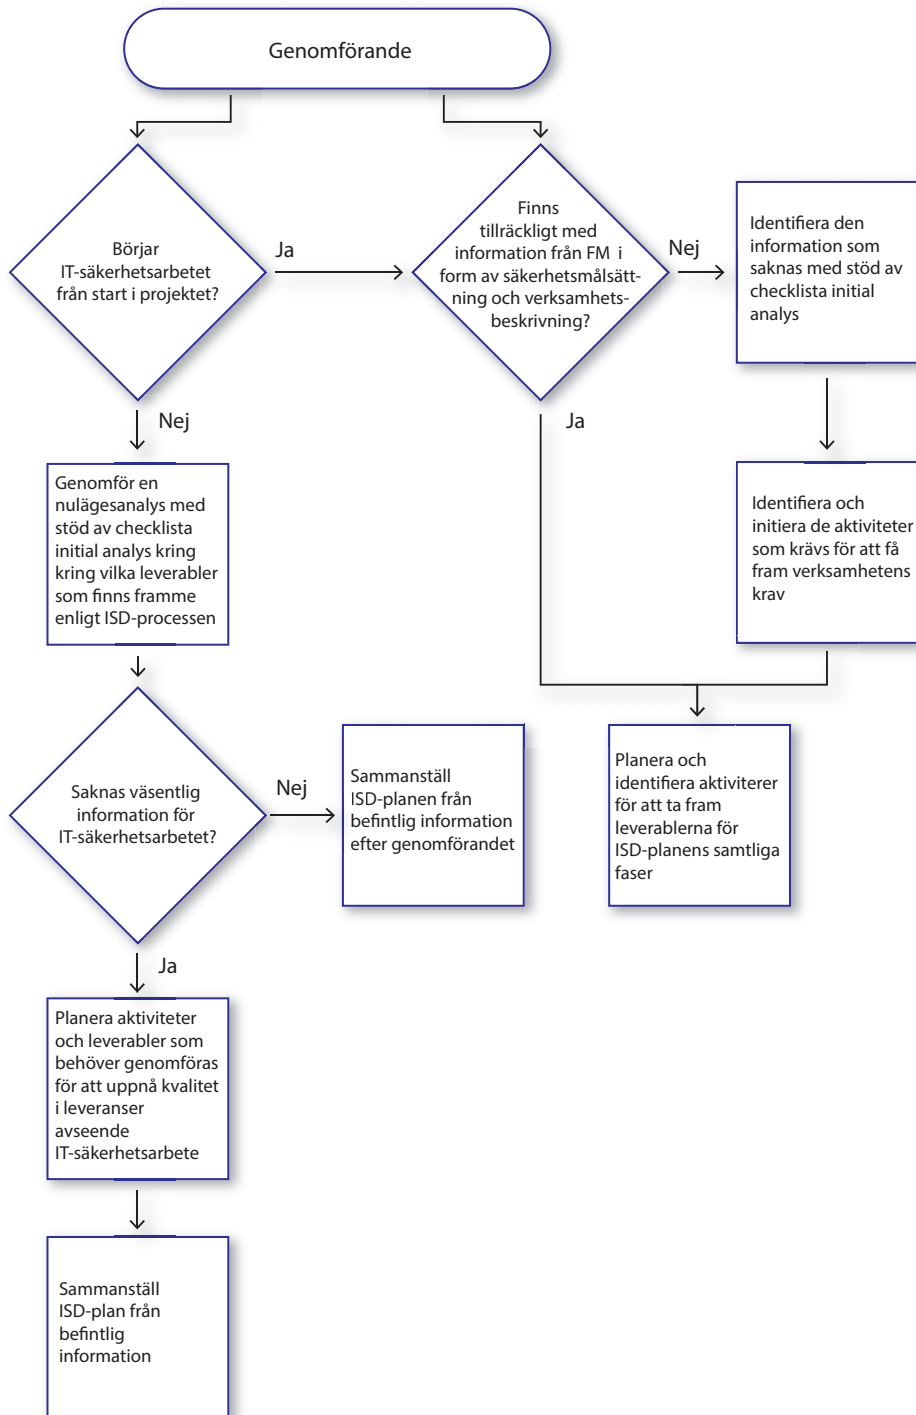 Genomförande
Börjar
IT-säkerhetsarbetet
från start i projektet?
Ja
Finns
tillräckligt med
information från FM i
form av säkerhetsmålsätt-
ning och verksamhets-
beskrivning?
Nej
Identifiera den
information som
saknas med stöd av
checklista initial
analys
Nej
Ja
Genomför en
nulägesanalys med
stöd av checklista
initial analys kring
kring vilka leverabler
som finns framme
enligt ISD-processen
Identifiera och
initiera de aktiviteter
som krävs för att få
fram verksamhetens
krav
Saknas väsentlig
information för
IT-säkerhetsarbetet?
Nej
Sammanställ
ISD-planen från
befintlig information
efter genomförandet
Planera och
identifiera aktiviterer
för att ta fram
leverablerna för
ISD-planens samtliga
faser
Ja
Planera aktiviteter
och leverabler som
behöver genomföras
för att uppnå kvalitet
i leveranser
avseende
IT-säkerhetsarbete
Sammanställ
ISD-plan från
befintlig
information